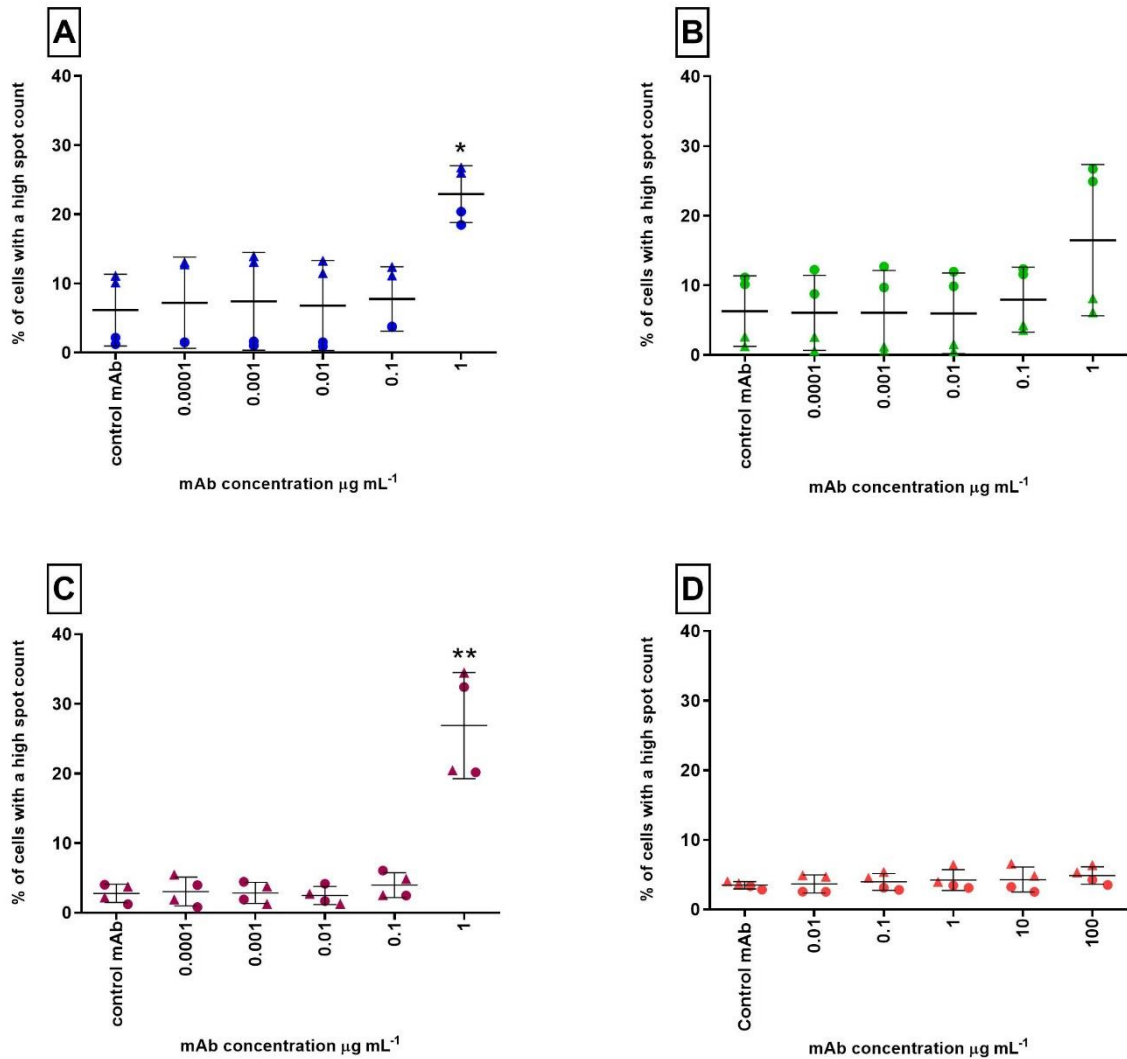 A
% of cells with a high spot count
40
30
20
10
0
*
control mAb
0.0001
0.001
0.01
0.1
1
mAb concentration μg mL⁻¹
B
% of cells with a high spot count
40
30
20
10
0
control mAb
0.0001
0.001
0.01
0.1
1
mAb concentration μg mL⁻¹
C
% of cells with a high spot count
40
30
20
10
0
**
control mAb
0.0001
0.001
0.01
0.1
1
mAb concentration μg mL⁻¹
D
% of cells with a high spot count
40
30
20
10
0
Control mAb
0.01
0.1
1
10
100
mAb concentration μg mL⁻¹